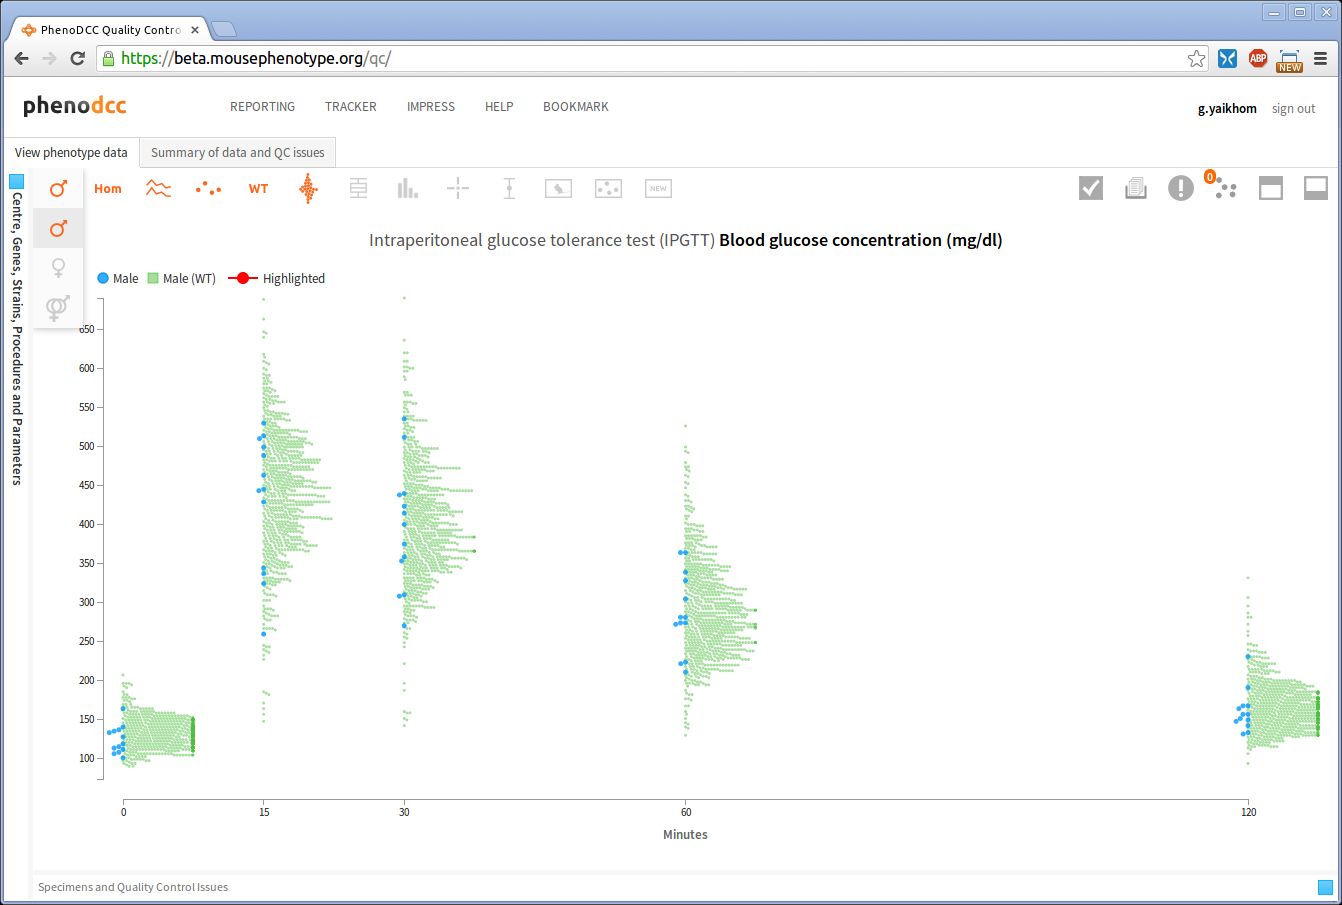 PhenoDCC Quality Contro
https://beta.mousephenotype.org/qc/
ABP
NEW
phenodcc
REPORTING TRACKER IMPRESS HELP BOOKMARK
g.yaikhom sign out
View phenotype data Summary of data and QC issues
Centre, Genes, Strains, Procedures and Parameters
Hom WT NEW 0
Intraperitoneal glucose tolerance test (IPGTT) Blood glucose concentration (mg/dl)
Male Male (WT) Highlighted
650
600
550
500
450
400
350
300
250
200
150
100
0 15 30 60 120
Minutes
Specimens and Quality Control Issues